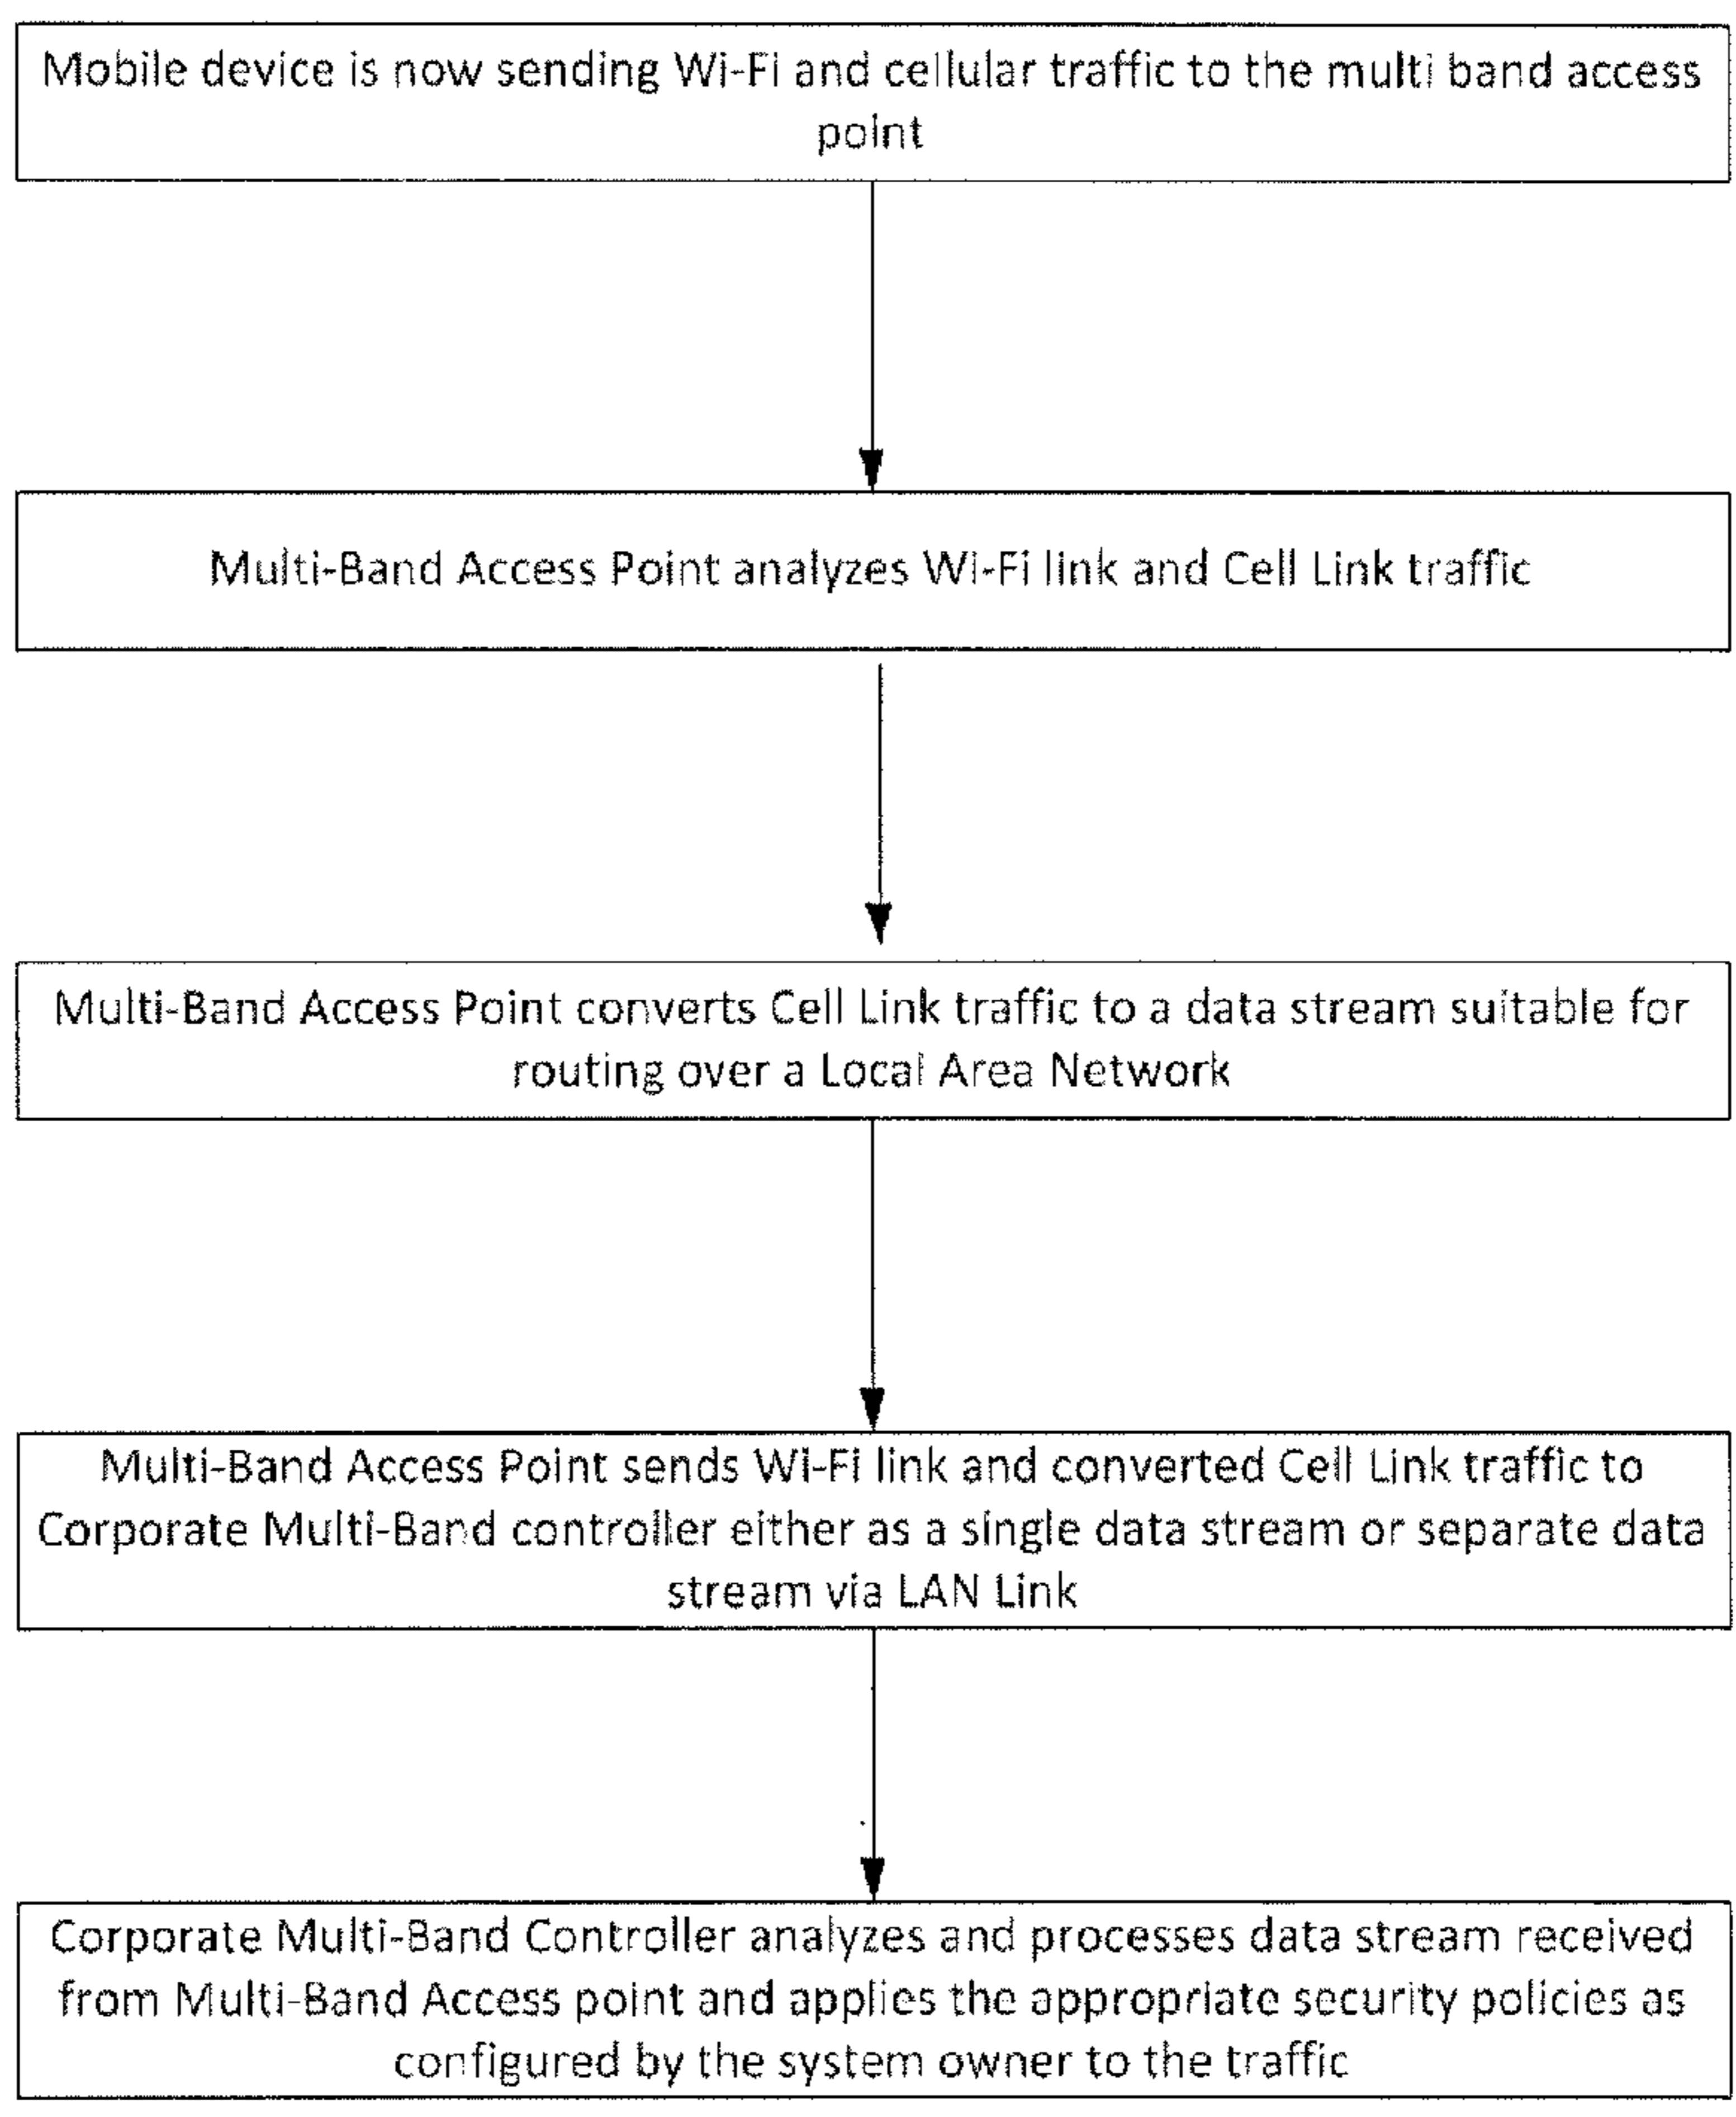 Mobile device is now sending Wi-Fi and cellular traffic to the multi band access
point
Multi-Band Access Point analyzes Wi-Fi link and Cell Link traffic
Multi-Band Access Point converts Cell Link traffic to a data stream suitable for
routing over a Local Area Network
Multi-Band Access Point sends Wi-Fi link and converted Cell Link traffic to
Corporate Multi-Band controller either as a single data stream or separate data
stream via LAN Link
Corporate Multi-Band Controller analyzes and processes data stream received
from Multi-Band Access point and applies the appropriate security policies as
configured by the system owner to the traffic